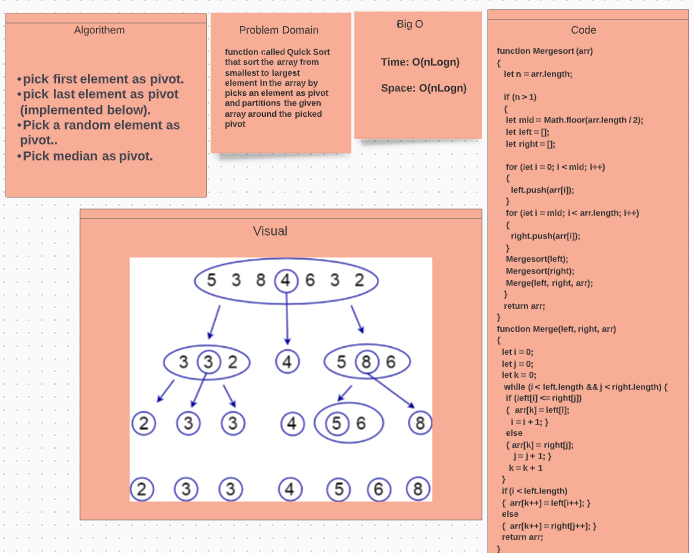 Algorithem
•pick first element as pivot.
•pick last element as pivot
(implemented below).
•Pick a random element as
pivot..
•Pick median as pivot.
Problem Domain
function called Quick Sort
that sort the array from
smallest to largest
element in the array by
picks an element as pivot
and partitions the given
array around the picked
pivot
Big O
Time: O(nLogn)
Space: O(nLogn)
Visual
5 3 8 4 6 3 2
3 3 2 4 5 8 6
2 3 3 4 5 6 8
2 3 3 4 5 6 8
Code
function Mergesort (arr)
{
let n = arr.length;
if (n > 1)
{
let mid = Math.floor(arr.length / 2);
let left = [];
let right = [];
for (let i = 0; i < mid; i++)
{
left.push(arr[i]);
}
for (let i = mid; i < arr.length; i++)
{
right.push(arr[i]);
}
Mergesort(left);
Mergesort(right);
Merge(left, right, arr);
}
return arr;
}
function Merge(left, right, arr)
{
let i = 0;
let j = 0;
let k = 0;
while (i < left.length && j < right.length) {
if (left[i] <= right[j])
{ arr[k] = left[i];
i = i + 1; }
else
{ arr[k] = right[j];
j = j + 1; }
k = k + 1
}
if (i < left.length)
{ arr[k++] = left[i++]; }
else
{ arr[k++] = right[j++]; }
return arr;
}